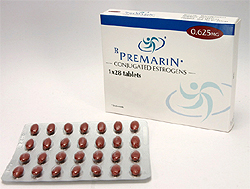 0.625MG
℞ PREMARIN®
CONJUGATED ESTROGENS
1x28 tablets